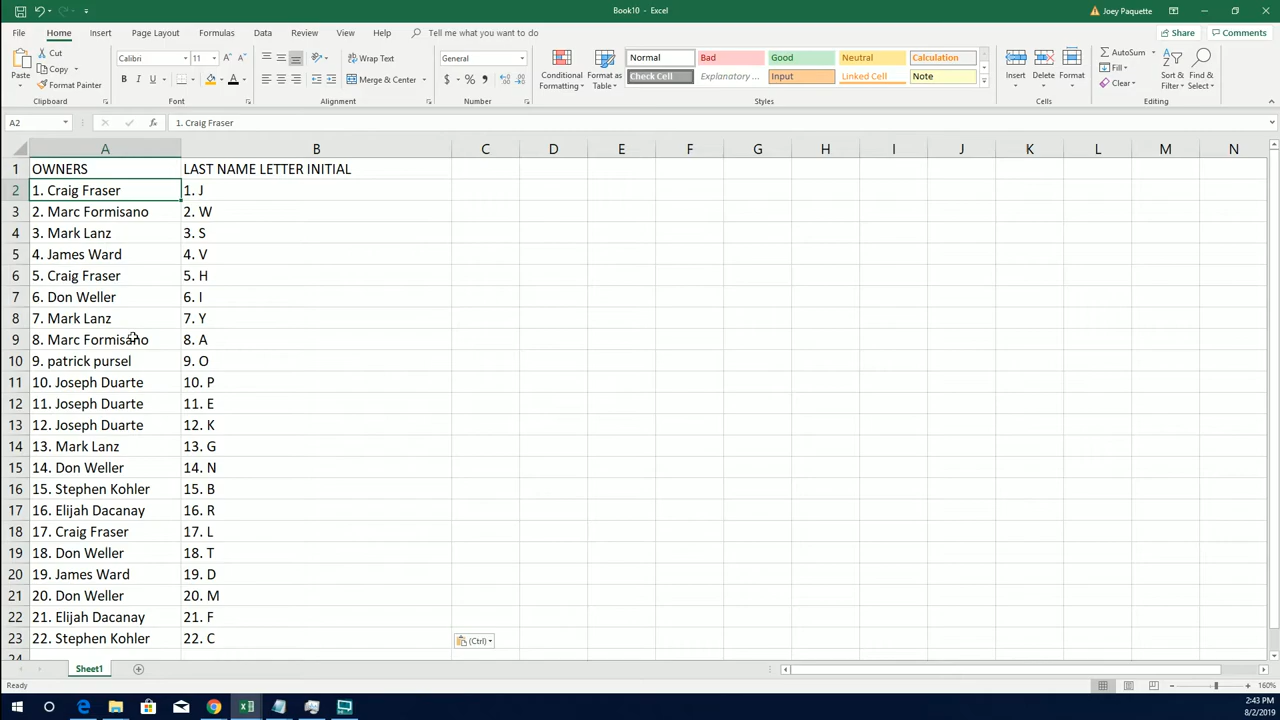 Book10 - Excel
Joey Paquette
File Home Insert Page Layout Formulas Data Review View Help Tell me what you want to do
Share Comments
Paste
Cut
Copy
Format Painter
Clipboard
Calibri 11
B I U
Font
Wrap Text
Merge & Center
Alignment
General
$ % ,
Number
Conditional Formatting
Format as Table
Normal Bad Good Neutral Calculation
Check Cell Explanatory ... Input Linked Cell Note
Styles
Insert Delete Format
Cells
AutoSum
Fill
Clear
Sort & Filter
Find & Select
Editing
A2 fx 1. Craig Fraser
A B C D E F G H I J K L M N
1 OWNERS LAST NAME LETTER INITIAL
2 1. Craig Fraser 1. J
3 2. Marc Formisano 2. W
4 3. Mark Lanz 3. S
5 4. James Ward 4. V
6 5. Craig Fraser 5. H
7 6. Don Weller 6. I
8 7. Mark Lanz 7. Y
9 8. Marc Formisano 8. A
10 9. patrick pursel 9. O
11 10. Joseph Duarte 10. P
12 11. Joseph Duarte 11. E
13 12. Joseph Duarte 12. K
14 13. Mark Lanz 13. G
15 14. Don Weller 14. N
16 15. Stephen Kohler 15. B
17 16. Elijah Dacanay 16. R
18 17. Craig Fraser 17. L
19 18. Don Weller 18. T
20 19. James Ward 19. D
21 20. Don Weller 20. M
22 21. Elijah Dacanay 21. F
23 22. Stephen Kohler 22. C
(Ctrl)
24
Sheet1
Ready
160%
2:43 PM
8/2/2019